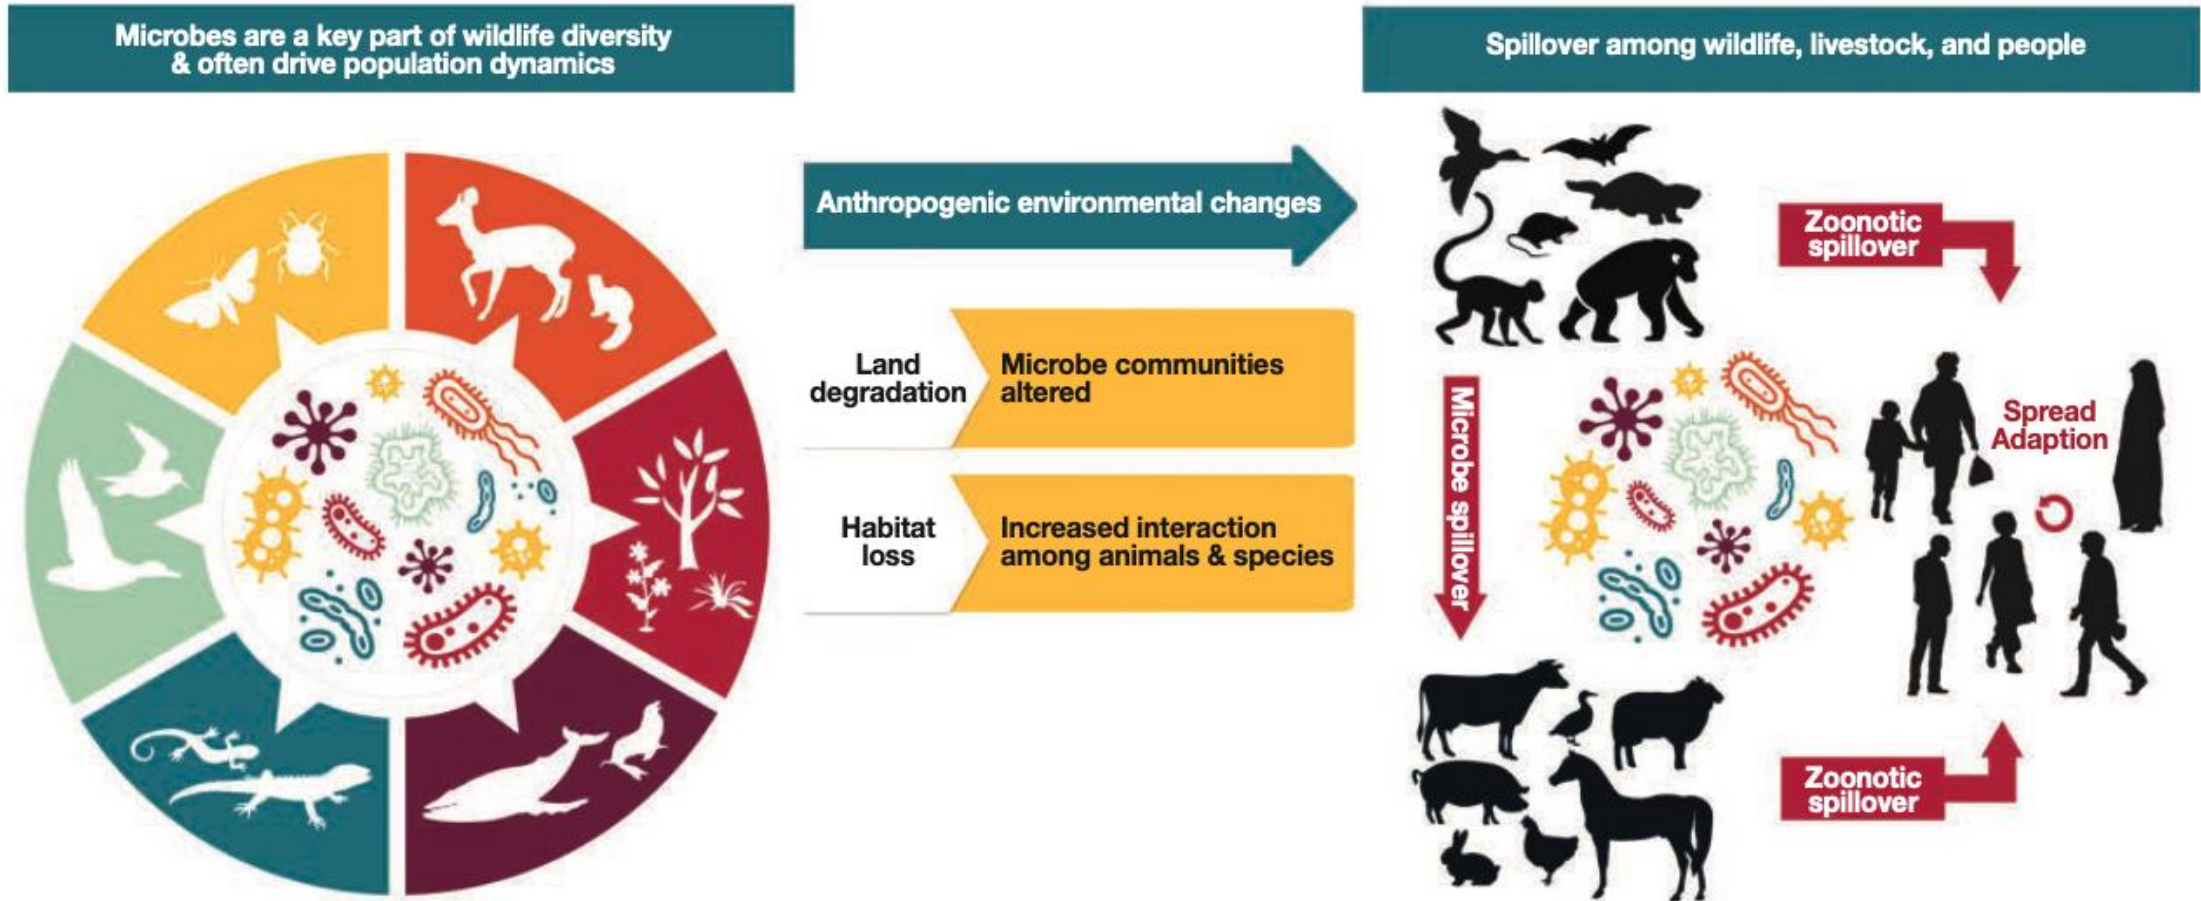 Microbes are a key part of wildlife diversity
& often drive population dynamics
Anthropogenic environmental changes
Land
degradation
Microbe communities
altered
Habitat
loss
Increased interaction
among animals & species
Spillover among wildlife, livestock, and people
Zoonotic
spillover
Microbe spillover
Spread
Adaption
Zoonotic
spillover